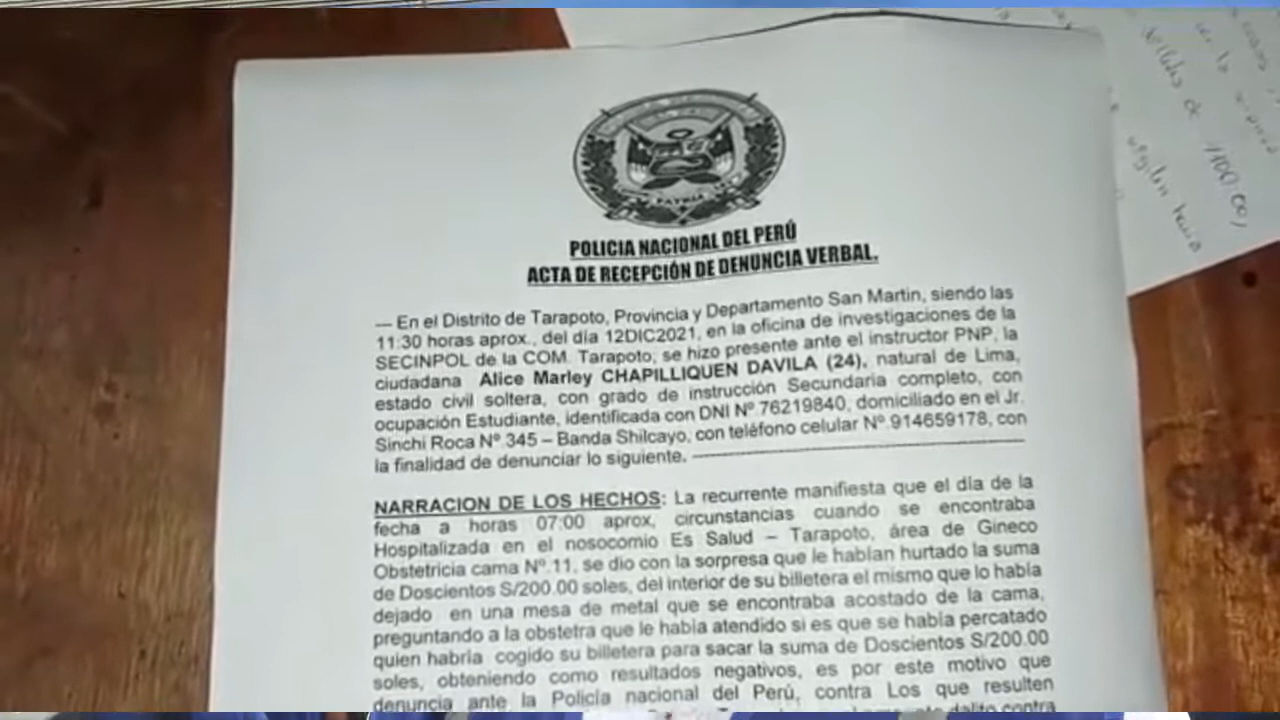 POLICIA NACIONAL DEL PERÚ
ACTA DE RECEPCIÓN DE DENUNCIA VERBAL.
--- En el Distrito de Tarapoto, Provincia y Departamento San Martin, siendo las
11:30 horas aprox., del día 12DIC2021, en la oficina de investigaciones de la
SECINPOL de la COM. Tarapoto, se hizo presente ante el instructor PNP, la
ciudadana Alice Marley CHAPILLIQUEN DAVILA (24), natural de Lima,
estado civil soltera, con grado de instrucción Secundaria completo, con
ocupación Estudiante, identificada con DNI Nº 76219840, domiciliado en el Jr.
Sinchi Roca Nº 345 – Banda Shilcayo, con teléfono celular Nº 914659178, con
la finalidad de denunciar lo siguiente.
NARRACION DE LOS HECHOS: La recurrente manifiesta que el día de la
fecha a horas 07:00 aprox, circunstancias cuando se encontraba
Hospitalizada en el nosocomio Es Salud – Tarapoto, área de Gineco
Obstetricia cama Nº.11, se dio con la sorpresa que le habían hurtado la suma
de Doscientos S/200.00 soles, del interior de su billetera el mismo que lo había
dejado en una mesa de metal que se encontraba acostado de la cama,
preguntando a la obstetra que le había atendido si es que se había percatado
quien habría cogido su billetera para sacar la suma de Doscientos S/200.00
soles, obteniendo como resultados negativos, es por este motivo que
denuncia ante la Policía nacional del Perú, contra Los que resulten
delito contra
de 1100.00,